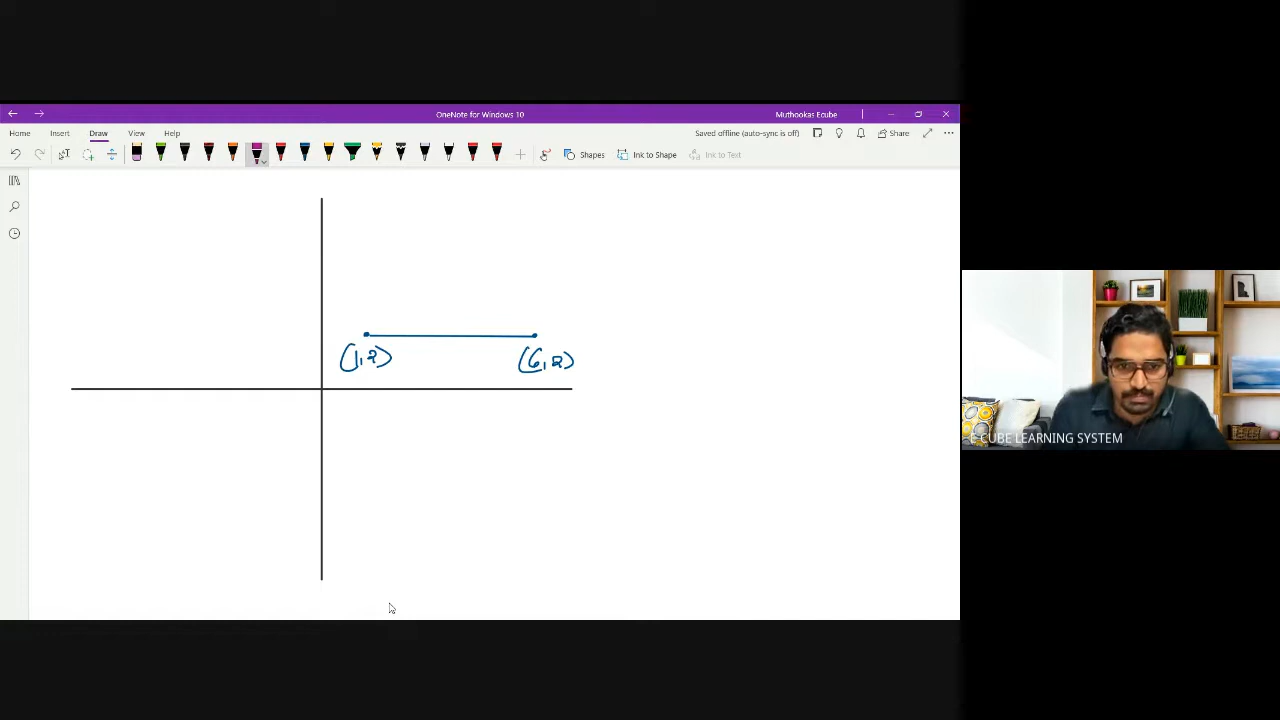 OneNote for Windows 10
Muthookas Ecube
Home Insert Draw View Help
Saved offline (auto-sync is off)
Share
Shapes
Ink to Shape
Ink to Text
(1,2)
(6,2)
E CUBE LEARNING SYSTEM